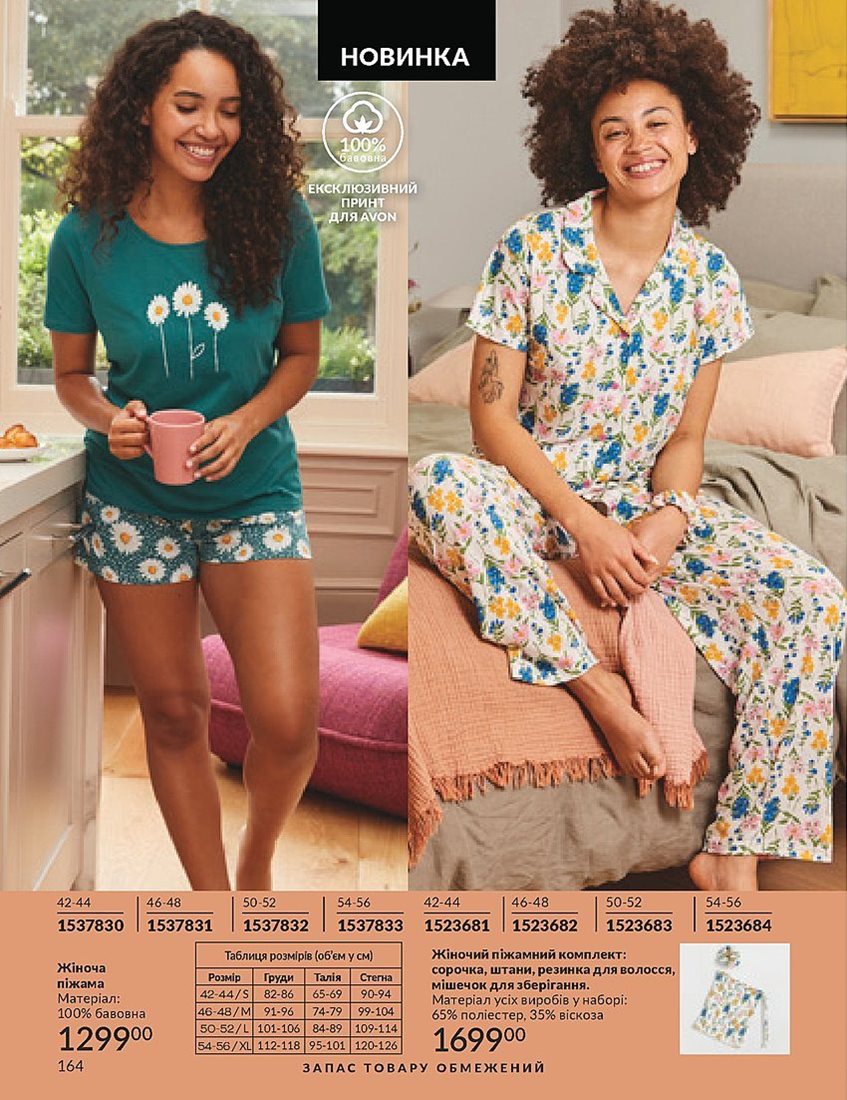 НОВИНКА
100%
бавовна
ЕКСКЛЮЗИВНИЙ
ПРИНТ
ДЛЯ AVON
42-44 46-48 50-52 54-56
1537830 1537831 1537832 1537833
42-44 46-48 50-52 54-56
1523681 1523682 1523683 1523684
Жіноча
піжама
Матеріал:
100% бавовна
129900
Таблиця розмірів (об'єм у см)
Розмір Груди Талія Стегна
42-44 / S 82-86 65-69 90-94
46-48 / M 91-96 74-79 99-104
50-52 / L 101-106 84-89 109-114
54-56 / XL 112-118 95-101 120-126
Жіночий піжамний комплект:
сорочка, штани, резинка для волосся,
мішечок для зберігання.
Матеріал усіх виробів у наборі:
65% поліестер, 35% віскоза
169900
164
ЗАПАС ТОВАРУ ОБМЕЖЕНИЙ